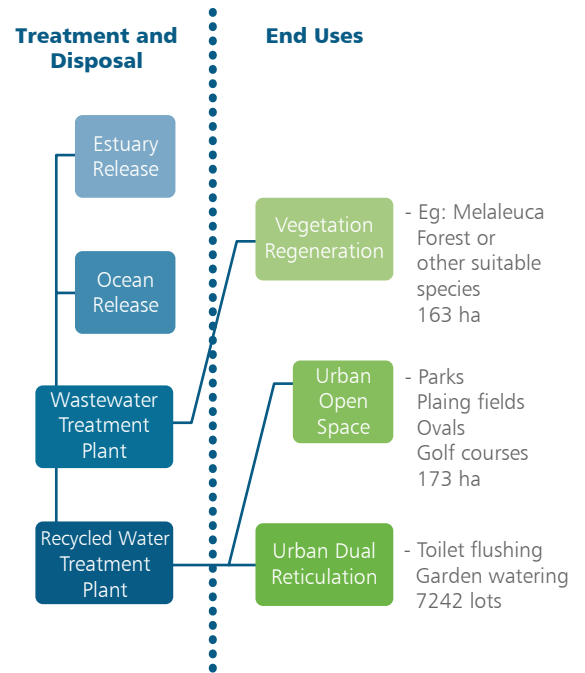 Treatment and
Disposal
End Uses
Estuary
Release
Ocean
Release
Wastewater
Treatment
Plant
Recycled Water
Treatment
Plant
Vegetation
Regeneration
- Eg: Melaleuca
Forest or
other suitable
species
163 ha
Urban
Open
Space
- Parks
Plaing fields
Ovals
Golf courses
173 ha
Urban Dual
Reticulation
- Toilet flushing
Garden watering
7242 lots